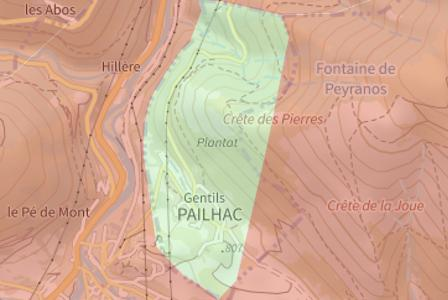 les Abos
Hillère
Fontaine de
Peyranos
Crête des Pierres
Plantat
Gentils
PAILHAC
le Pé de Mont
Crête de la Joue
807